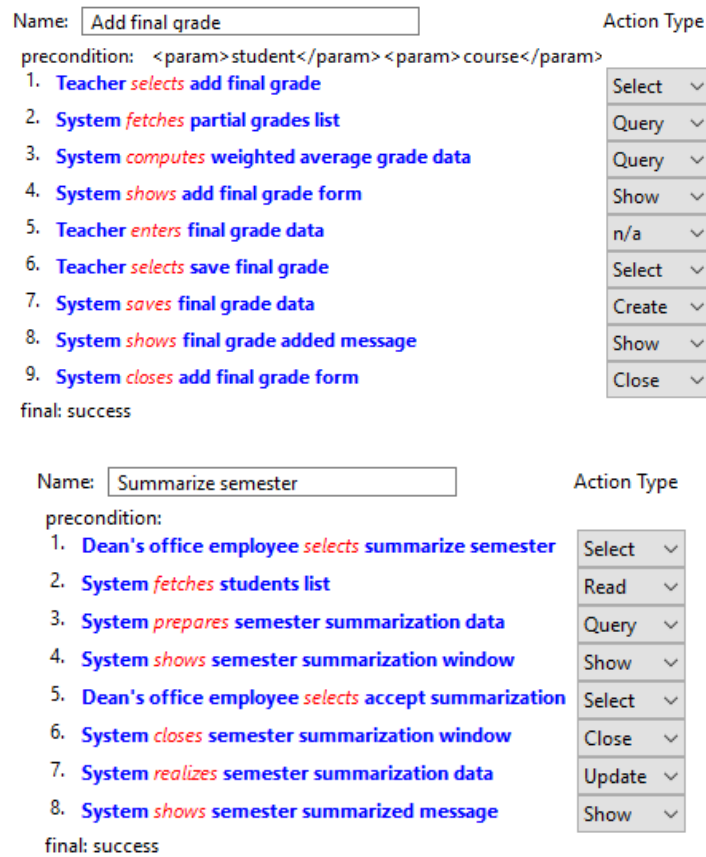 Name: Add final grade Action Type
precondition: <param>student</param><param>course</param>
1. Teacher selects add final grade Select
2. System fetches partial grades list Query
3. System computes weighted average grade data Query
4. System shows add final grade form Show
5. Teacher enters final grade data n/a
6. Teacher selects save final grade Select
7. System saves final grade data Create
8. System shows final grade added message Show
9. System closes add final grade form Close
final: success
Name: Summarize semester Action Type
precondition:
1. Dean's office employee selects summarize semester Select
2. System fetches students list Read
3. System prepares semester summarization data Query
4. System shows semester summarization window Show
5. Dean's office employee selects accept summarization Select
6. System closes semester summarization window Close
7. System realizes semester summarization data Update
8. System shows semester summarized message Show
final: success